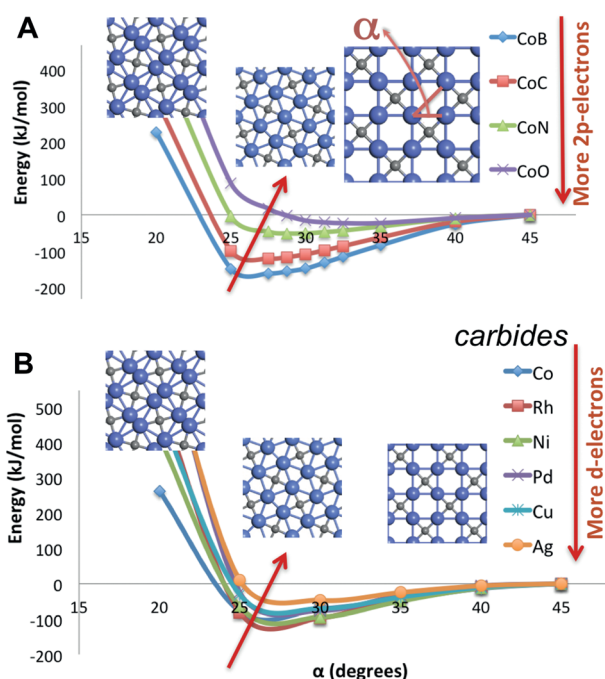 A
Energy (kJ/mol)
400
300
200
100
0
-100
-200
15
20
25
30
35
40
45
α
CoB
CoC
CoN
CoO
More 2p-electrons
B
carbides
Energy (kJ/mol)
500
400
300
200
100
0
-100
-200
15
20
25
30
35
40
45
Co
Rh
Ni
Pd
Cu
Ag
More d-electrons
α (degrees)